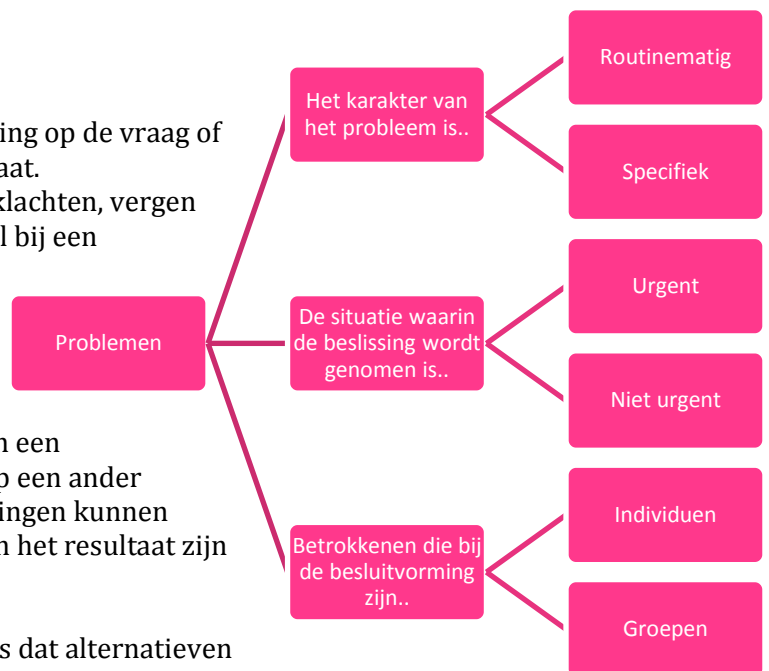 ing op de vraag of
aat.
klachten, vergen
l bij een
n een
p een ander
ingen kunnen
n het resultaat zijn
s dat alternatieven
Problemen
Het karakter van
het probleem is..
Routinematig
Specifiek
De situatie waarin
de beslissing wordt
genomen is..
Urgent
Niet urgent
Betrokkenen die bij
de besluitvorming
zijn..
Individuen
Groepen